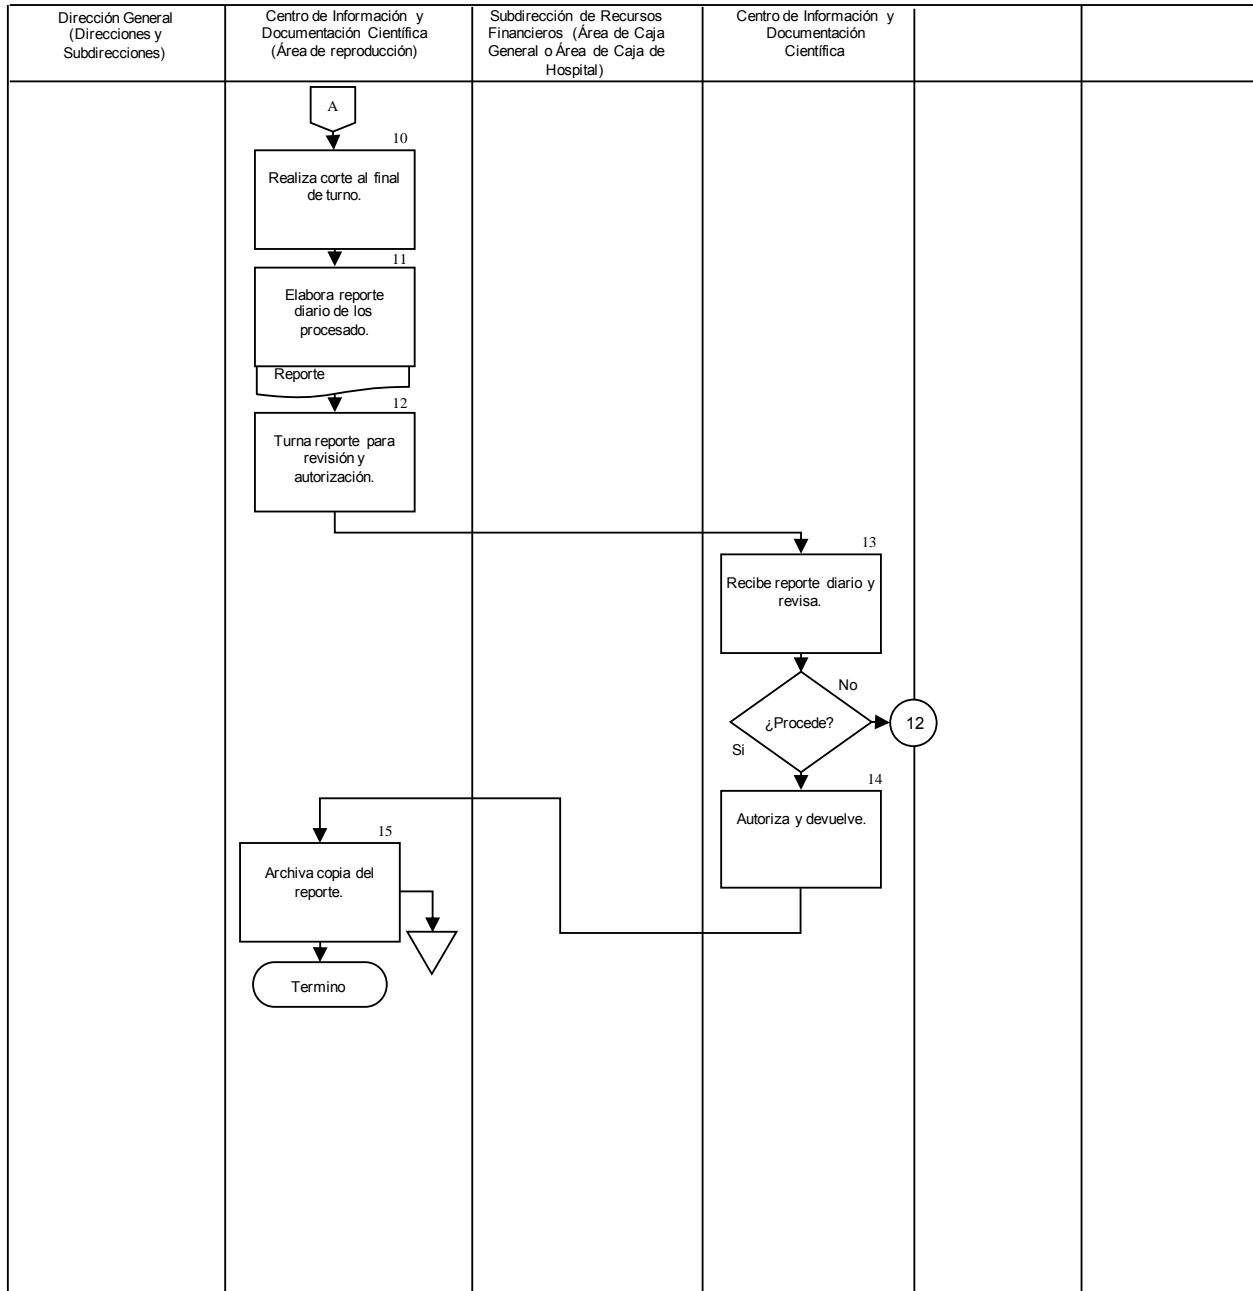 Dirección General
(Direcciones y
Subdirecciones)
Centro de Información y
Documentación Científica
(Área de reproducción)
Subdirección de Recursos
Financieros (Área de Caja
General o Área de Caja de
Hospital)
Centro de Información y
Documentación
Científica
A
10
Realiza corte al final
de turno.
11
Elabora reporte
diario de los
procesado.
Reporte
12
Turna reporte para
revisión y
autorización.
13
Recibe reporte diario y
revisa.
No
¿Procede?
12
Si
14
Autoriza y devuelve.
15
Archiva copia del
reporte.
Termino